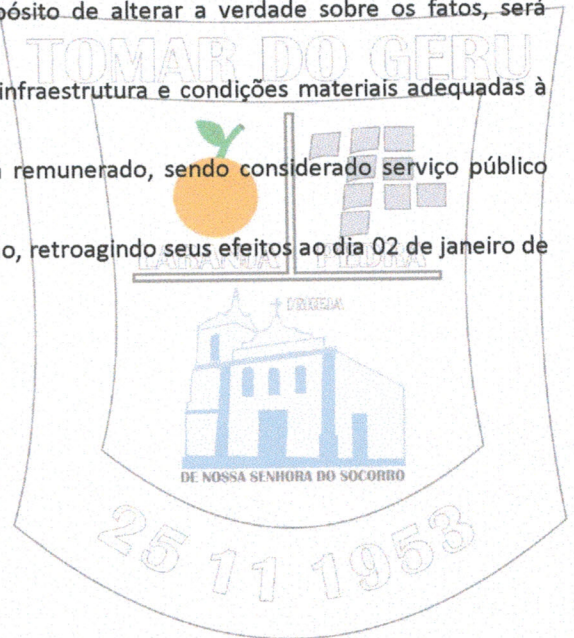 pósito de alterar a verdade sobre os fatos, será
TOMAR DO GERU
infraestrutura e condições materiais adequadas à
remunerado, sendo considerado serviço público
o, retroagindo seus efeitos ao dia 02 de janeiro de
LARANJA PEDRA
IGREJA
DE NOSSA SENHORA DO SOCORRO
25 11 1953